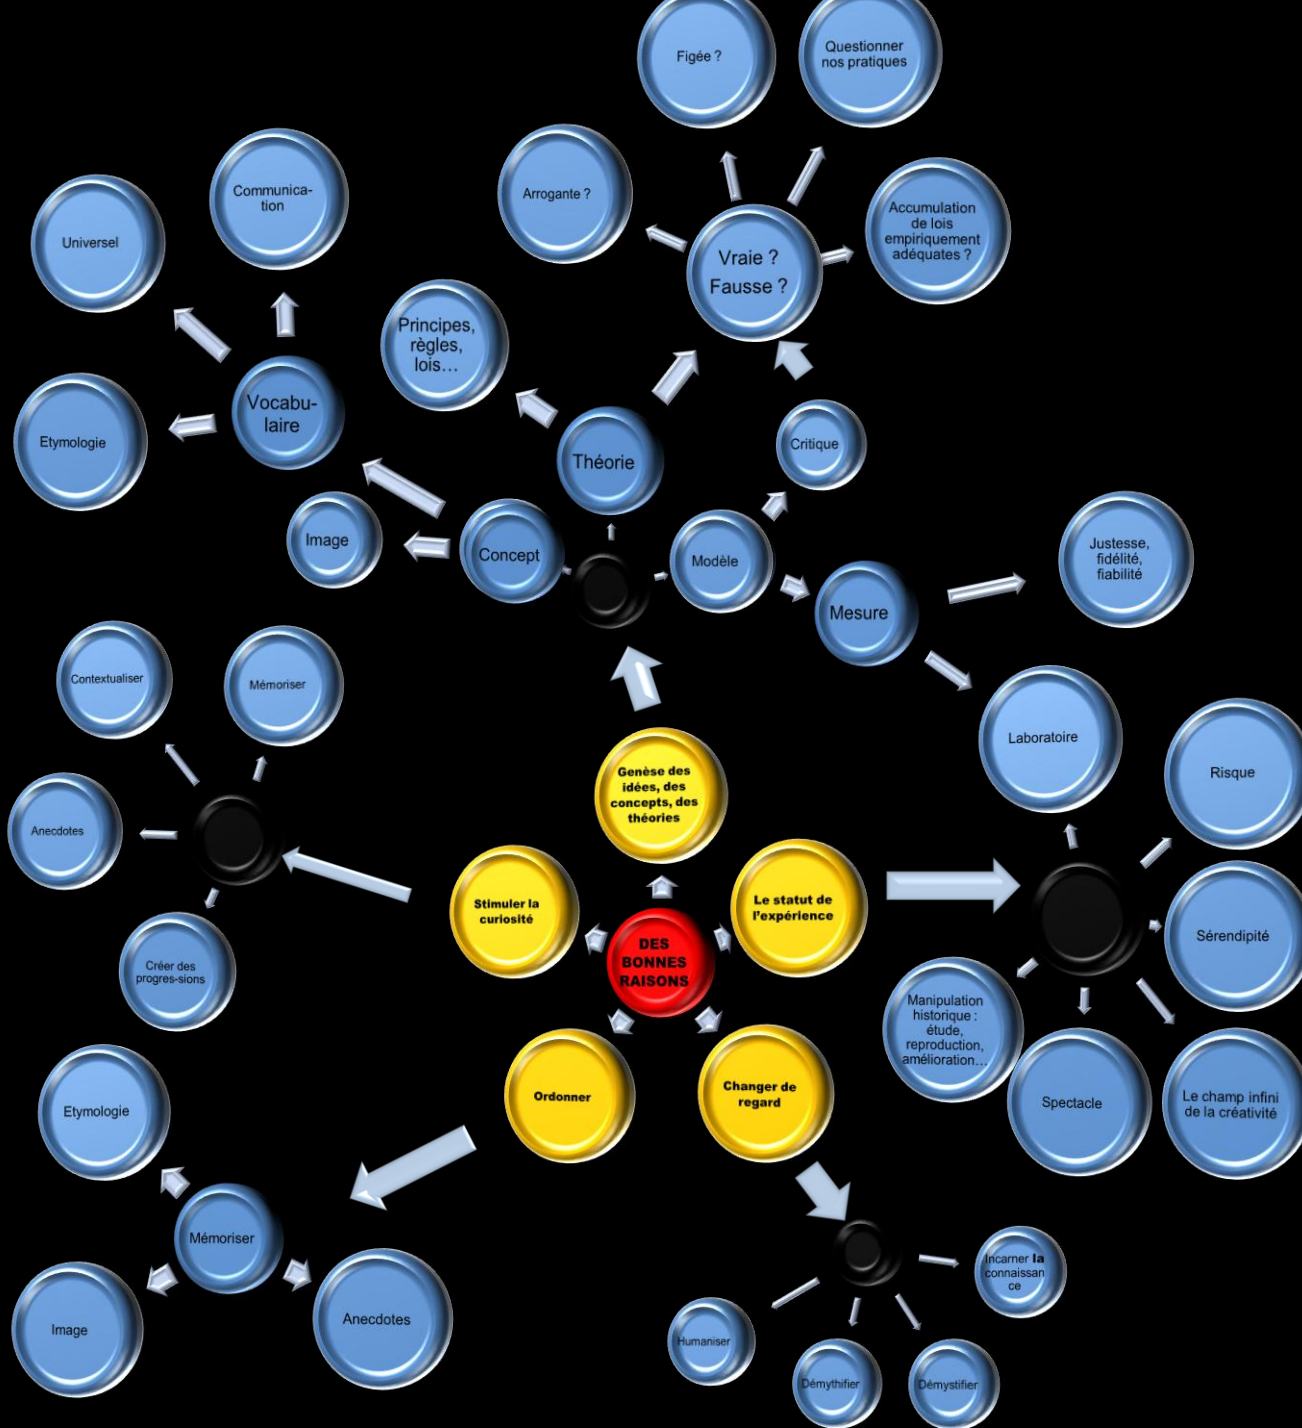 Figée ?
Questionner
nos pratiques
Communica-
tion
Arrogante ?
Universel
Accumulation
de lois
empiriquement
adéquates ?
Vraie ?
Fausse ?
Principes,
règles,
lois…
Vocabu-
laire
Etymologie
Théorie
Critique
Image
Concept
Modèle
Justesse,
fidélité,
fiabilité
Mesure
Contextualiser
Mémoriser
Laboratoire
Risque
Genèse des
idées, des
concepts, des
théories
Anecdotes
Stimuler la
curiosité
Le statut de
l’expérience
Sérendipité
DES
BONNES
RAISONS
Créer des
progres-sions
Manipulation
historique :
étude,
reproduction,
amélioration…
Ordonner
Changer de
regard
Spectacle
Le champ infini
de la créativité
Etymologie
Mémoriser
Incarner la
connaissan
ce
Image
Anecdotes
Humaniser
Démythifier
Démystifier